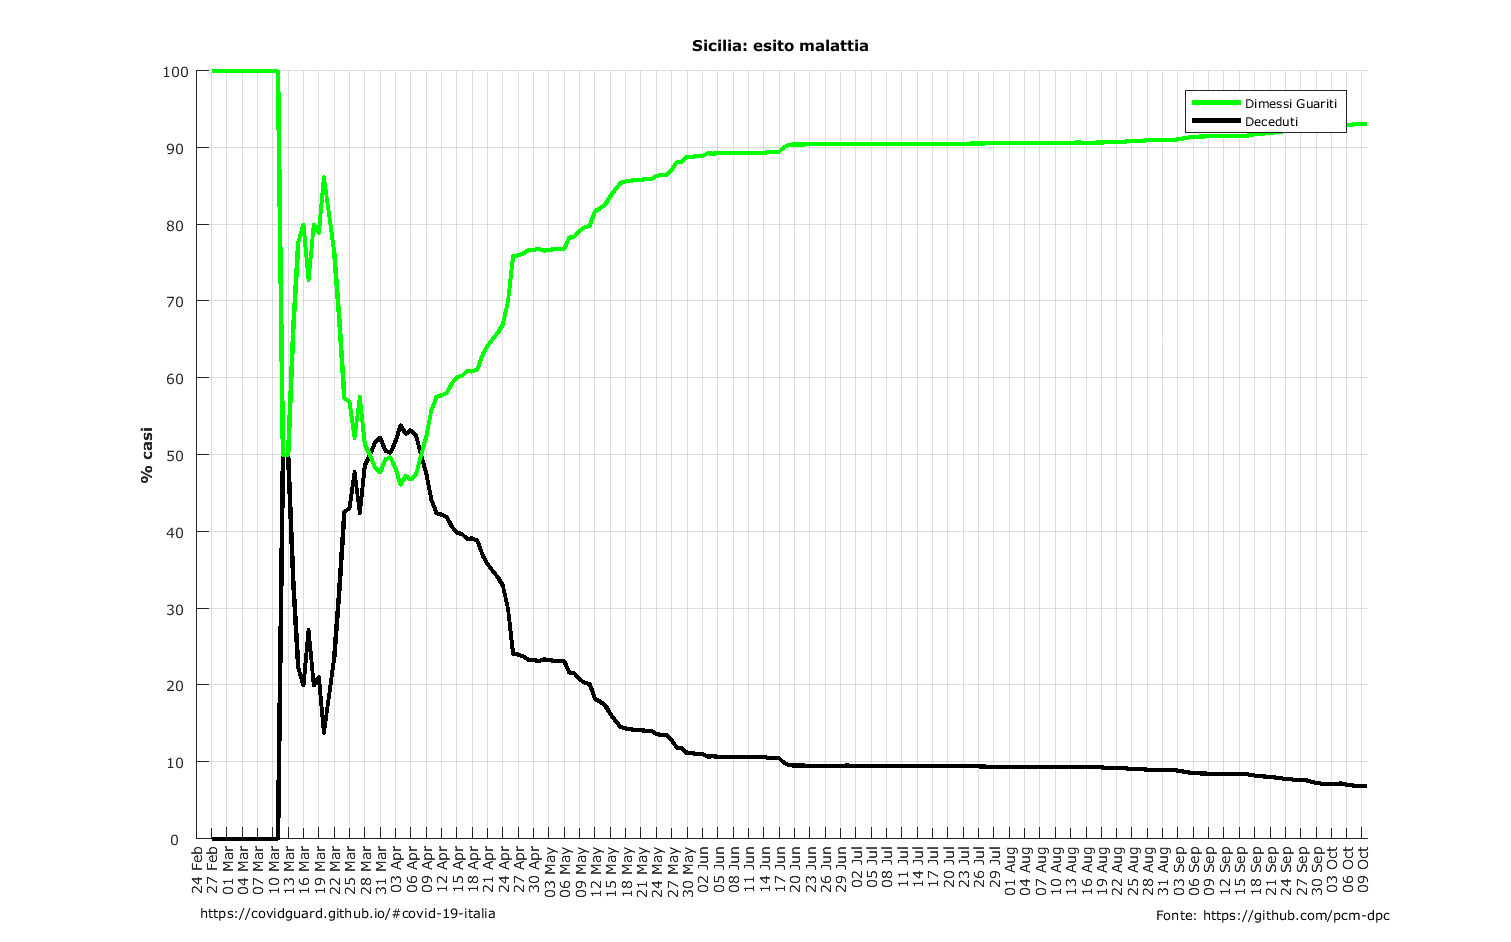 Sicilia: esito malattia
Dimessi Guariti
Deceduti
% casi
100
90
80
70
60
50
40
30
20
10
0
24 Feb
27 Feb
01 Mar
04 Mar
07 Mar
10 Mar
13 Mar
16 Mar
19 Mar
22 Mar
25 Mar
28 Mar
31 Mar
03 Apr
06 Apr
09 Apr
12 Apr
15 Apr
18 Apr
21 Apr
24 Apr
27 Apr
30 Apr
03 May
06 May
09 May
12 May
15 May
18 May
21 May
24 May
27 May
30 May
02 Jun
05 Jun
08 Jun
11 Jun
14 Jun
17 Jun
20 Jun
23 Jun
26 Jun
29 Jun
02 Jul
05 Jul
08 Jul
11 Jul
14 Jul
17 Jul
20 Jul
23 Jul
26 Jul
29 Jul
01 Aug
04 Aug
07 Aug
10 Aug
13 Aug
16 Aug
19 Aug
22 Aug
25 Aug
28 Aug
31 Aug
03 Sep
06 Sep
09 Sep
12 Sep
15 Sep
18 Sep
21 Sep
24 Sep
27 Sep
30 Sep
03 Oct
06 Oct
09 Oct
https://covidguard.github.io/#covid-19-italia
Fonte: https://github.com/pcm-dpc